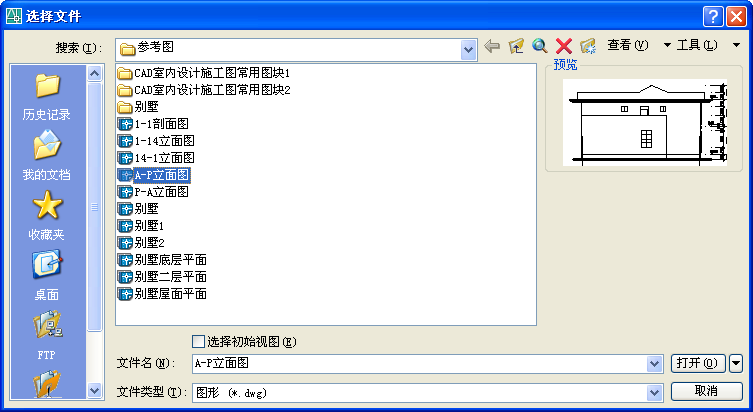 选择文件
搜索(I):
参考图
查看(V)
工具(L)
预览
历史记录
我的文档
收藏夹
桌面
FTP
CAD室内设计施工图常用图块1
CAD室内设计施工图常用图块2
别墅
1-1剖面图
1-14立面图
14-1立面图
A-P立面图
P-A立面图
别墅
别墅1
别墅2
别墅底层平面
别墅二层平面
别墅屋面平面
选择初始视图(E)
文件名(N):
A-P立面图
打开(O)
文件类型(T):
图形 (*.dwg)
取消